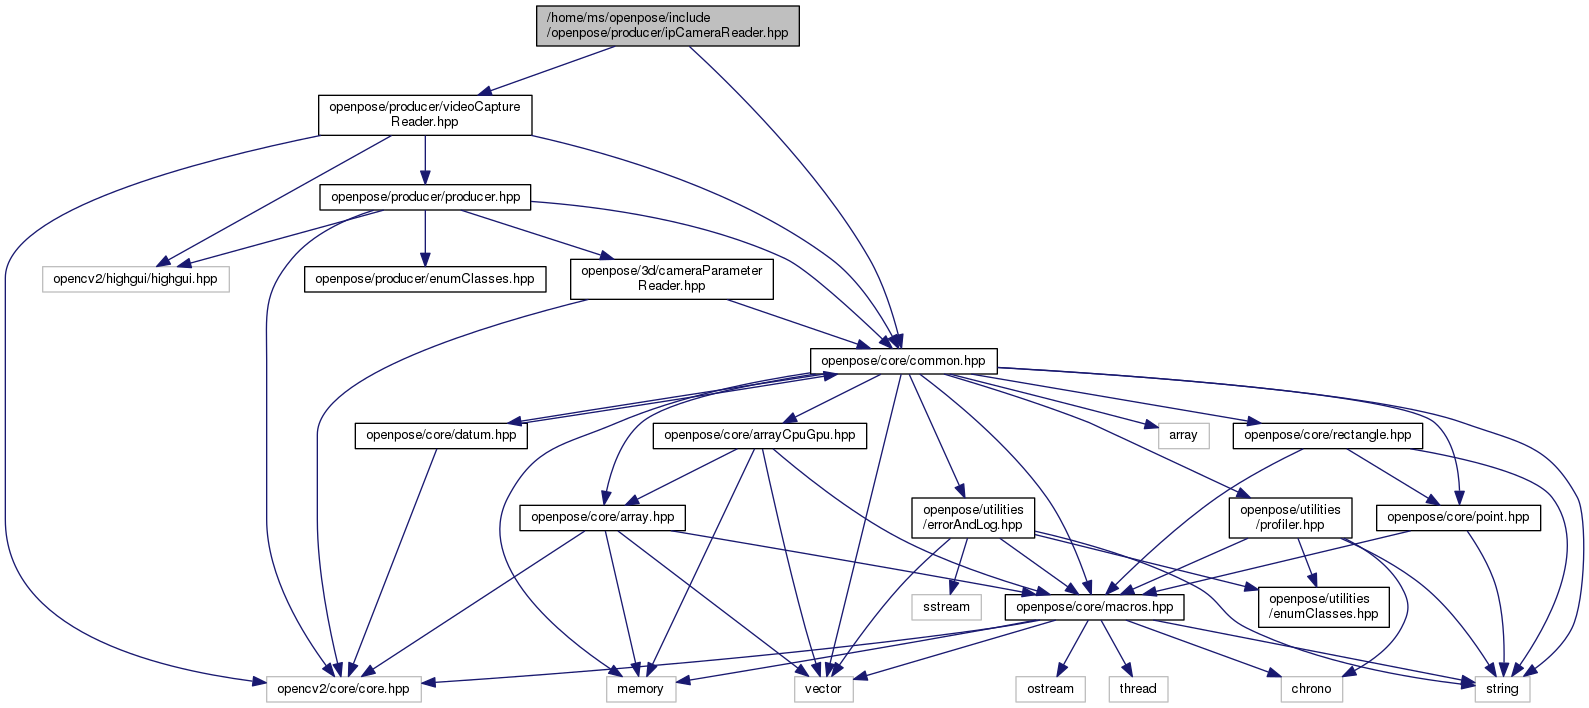 /home/ms/openpose/include
/openpose/producer/ipCameraReader.hpp
openpose/producer/videoCapture
Reader.hpp
openpose/producer/producer.hpp
opencv2/highgui/highgui.hpp
openpose/producer/enumClasses.hpp
openpose/3d/cameraParameter
Reader.hpp
openpose/core/common.hpp
openpose/core/datum.hpp
openpose/core/arrayCpuGpu.hpp
array
openpose/core/rectangle.hpp
openpose/core/array.hpp
openpose/utilities
/errorAndLog.hpp
openpose/utilities
/profiler.hpp
openpose/core/point.hpp
sstream
openpose/core/macros.hpp
openpose/utilities
/enumClasses.hpp
opencv2/core/core.hpp
memory
vector
ostream
thread
chrono
string